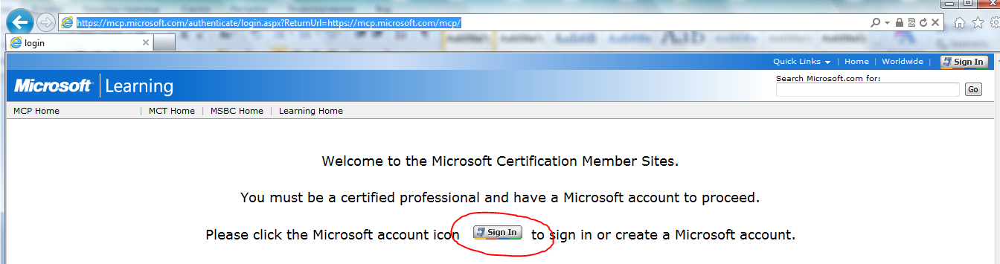 https://mcp.microsoft.com/authenticate/login.aspx?ReturnUrl=https://mcp.microsoft.com/mcp/
login
Quick Links | Home | Worldwide | Sign In
Microsoft | Learning
Search Microsoft.com for:
Go
MCP Home | MCT Home | MSBC Home | Learning Home
Welcome to the Microsoft Certification Member Sites.
You must be a certified professional and have a Microsoft account to proceed.
Please click the Microsoft account icon Sign In to sign in or create a Microsoft account.